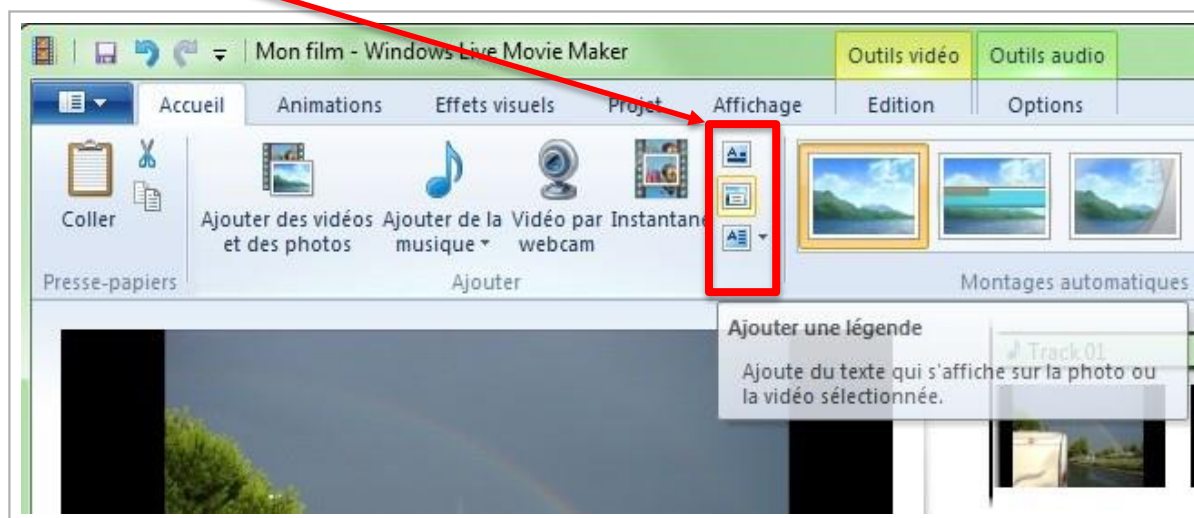 Mon film - Windows Live Movie Maker
Outils vidéo
Outils audio
Accueil
Animations
Effets visuels
Projet
Affichage
Edition
Options
Coller
Ajouter des vidéos
et des photos
Ajouter de la
musique
Vidéo par
webcam
Instantané
Presse-papiers
Ajouter
Montages automatiques
Ajouter une légende
Ajoute du texte qui s'affiche sur la photo ou
la vidéo sélectionnée.
Track 01